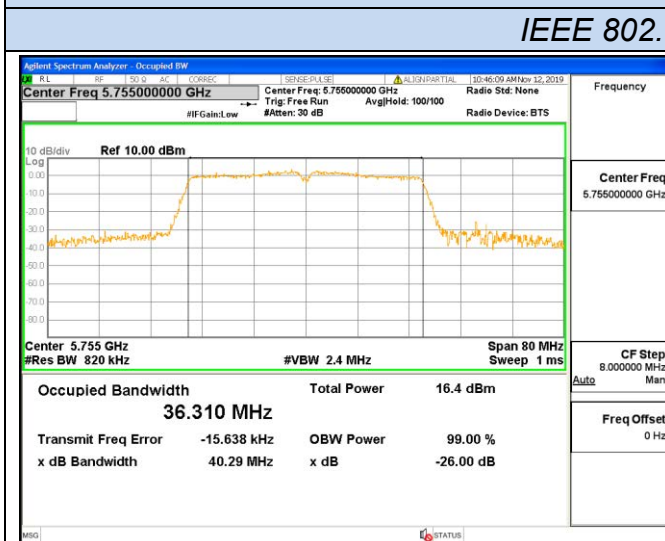 IEEE 802.
Agilent Spectrum Analyzer - Occupied BW
RL RF 50 Ω AC CORREC SENSE:PULSE ALIGN PARTIAL 10:46:09 AM Nov 12, 2019
Center Freq 5.755000000 GHz
Center Freq: 5.755000000 GHz
Radio Std: None
Trig: Free Run Avg|Hold: 100/100
#IFGain:Low
#Atten: 30 dB
Radio Device: BTS
Frequency
10 dB/div Ref 10.00 dBm
Log
0.00
-10.0
-20.0
-30.0
-40.0
-50.0
-60.0
-70.0
-80.0
Center Freq
5.755000000 GHz
Center 5.755 GHz
Span 80 MHz
#Res BW 820 kHz
#VBW 2.4 MHz
Sweep 1 ms
CF Step
8.000000 MHz
Auto Man
Occupied Bandwidth
Total Power 16.4 dBm
36.310 MHz
Freq Offset
0 Hz
Transmit Freq Error -15.638 kHz
OBW Power 99.00 %
x dB Bandwidth 40.29 MHz
x dB -26.00 dB
MSG
STATUS